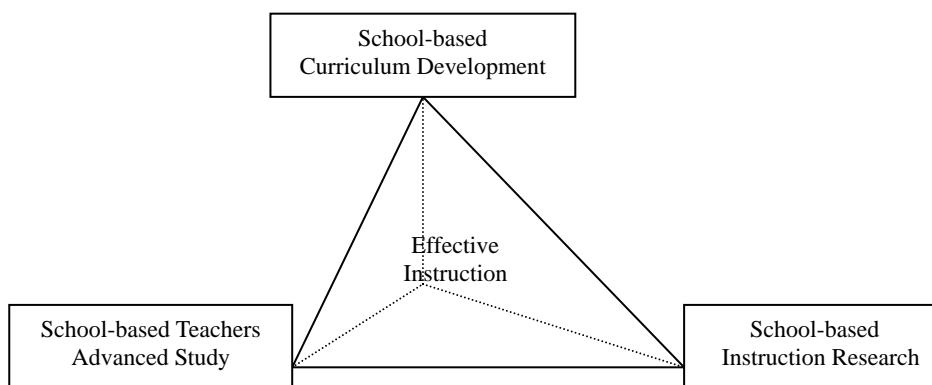 School-based
Curriculum Development
Effective
Instruction
School-based Teachers
Advanced Study
School-based
Instruction Research